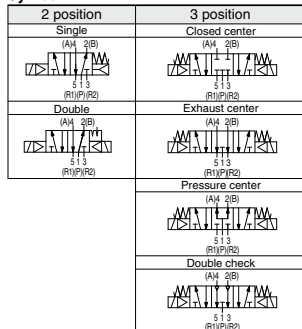 2 position
3 position
Single
(A)4 2(B)
5 1 3
(R1)(P)(R2)
Double
(A)4 2(B)
5 1 3
(R1)(P)(R2)
Closed center
(A)4 2(B)
5 1 3
(R1)(P)(R2)
Exhaust center
(A)4 2(B)
5 1 3
(R1)(P)(R2)
Pressure center
(A)4 2(B)
5 1 3
(R1)(P)(R2)
Double check
(A)4 2(B)
5 1 3
(R1)(P)(R2)